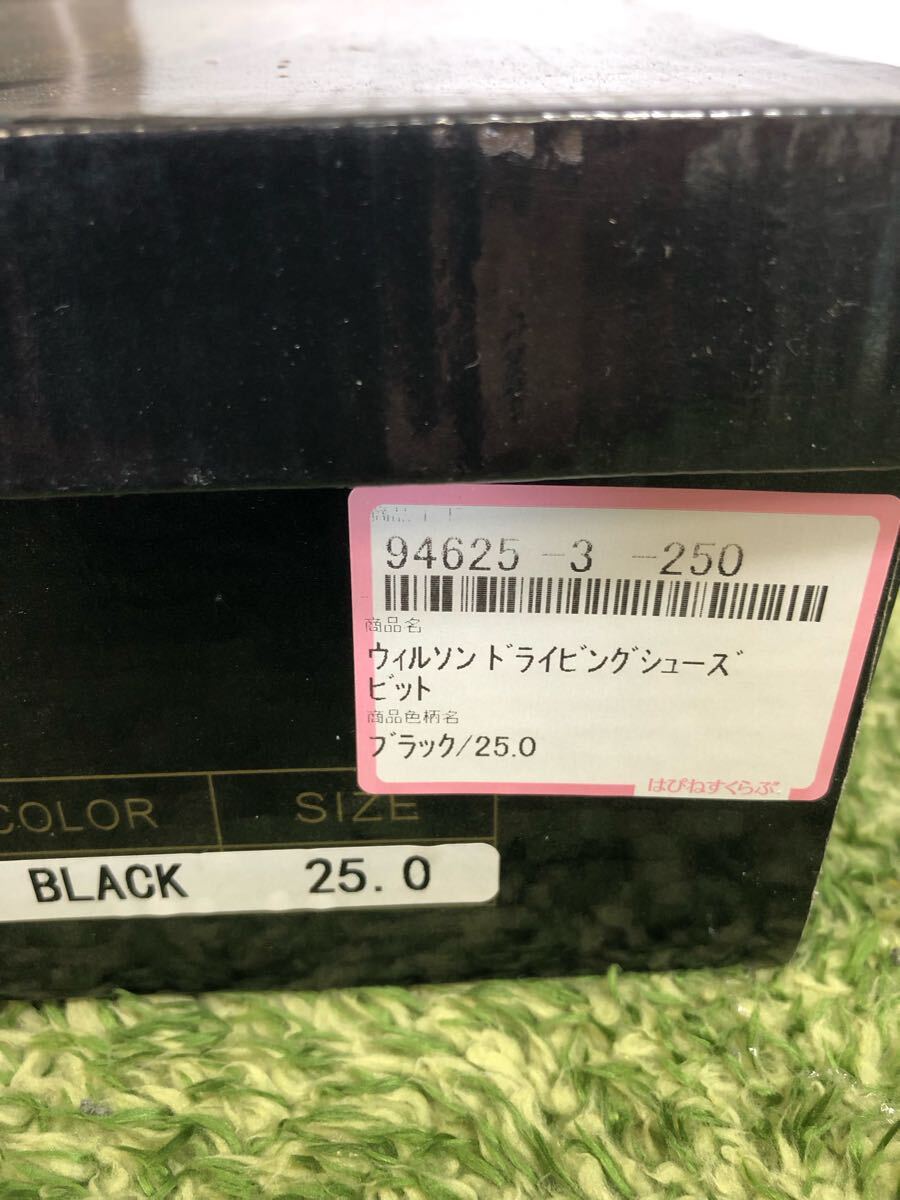 94625 -3 -250
商品名
ウィルソン ドライビングシューズ
ビット
商品色柄名
ブラック/25.0
はぴねすくらぶ
COLOR SIZE
BLACK 25.0